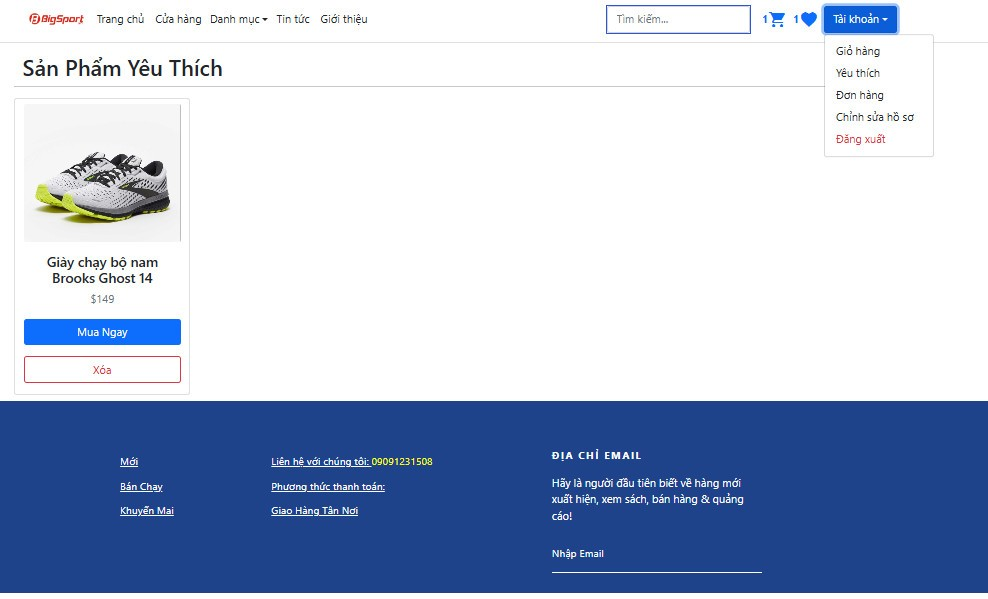 BigSport Trang chủ Cửa hàng Danh mục Tin tức Giới thiệu Tìm kiếm... 1 1 Tài khoản
Giỏ hàng
Yêu thích
Đơn hàng
Chỉnh sửa hồ sơ
Đăng xuất
Sản Phẩm Yêu Thích
Giày chạy bộ nam
Brooks Ghost 14
$149
Mua Ngay
Xóa
Mới
Bán Chạy
Khuyến Mai
Liên hệ với chúng tôi: 09091231508
Phương thức thanh toán:
Giao Hàng Tân Nơi
ĐỊA CHỈ EMAIL
Hãy là người đầu tiên biết về hàng mới
xuất hiện, xem sách, bán hàng & quảng
cáo!
Nhập Email